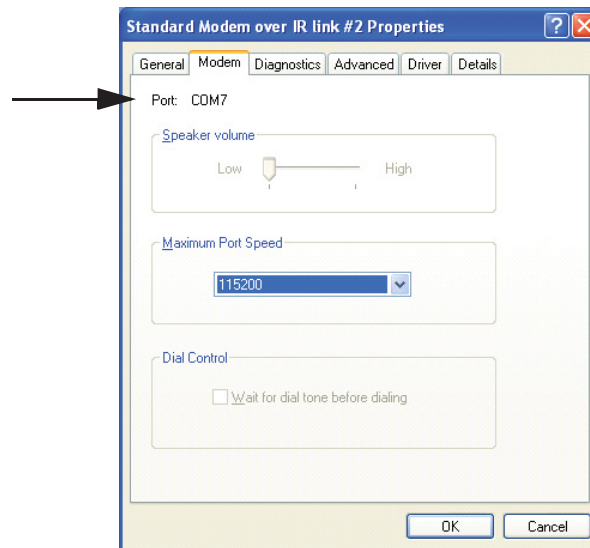 Standard Modem over IR link #2 Properties
General Modem Diagnostics Advanced Driver Details
Port: COM7
Speaker volume
Low High
Maximum Port Speed
115200
Dial Control
Wait for dial tone before dialing
OK Cancel